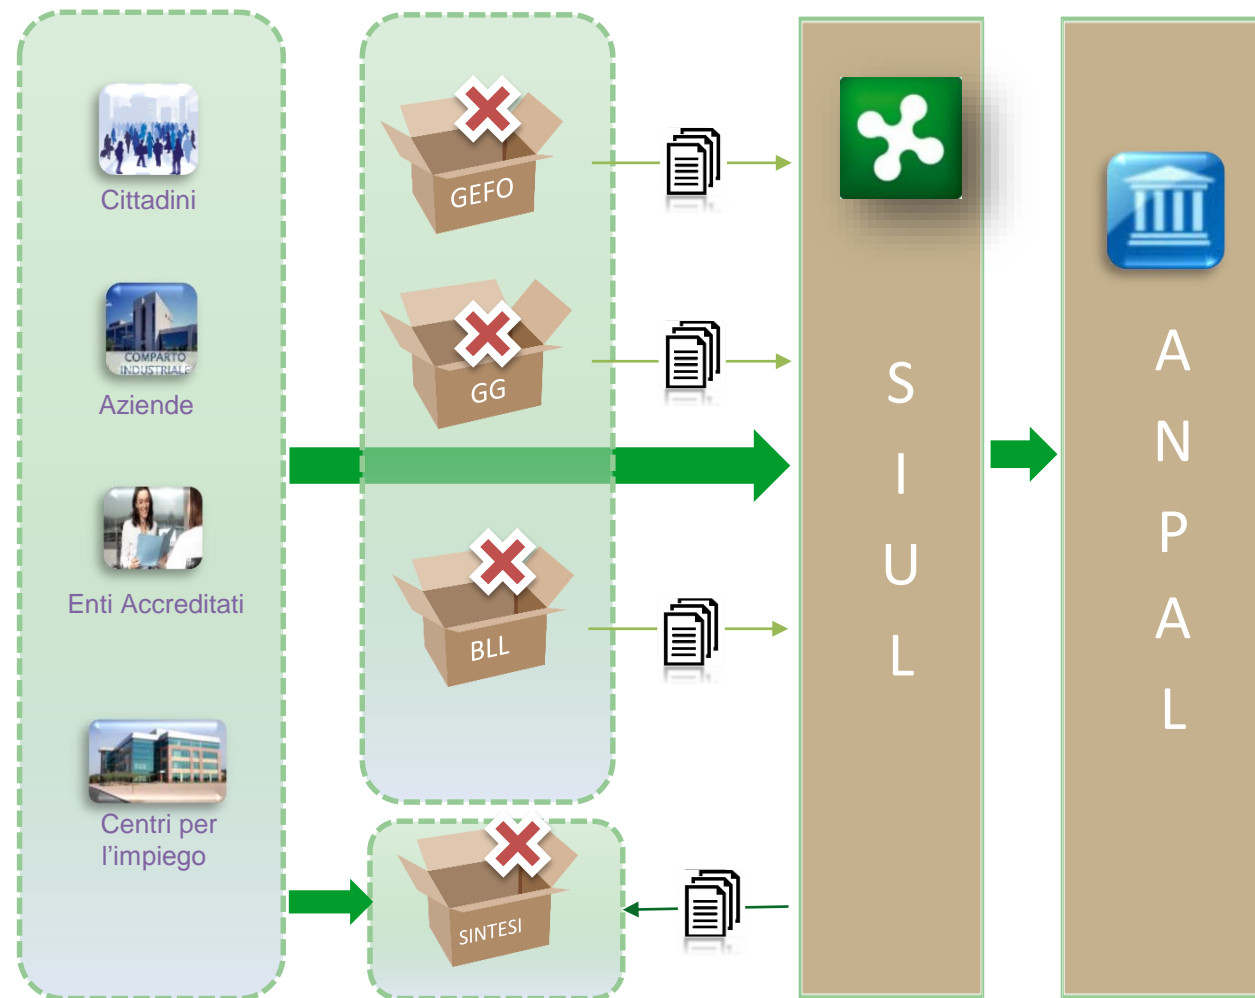 Cittadini
COMPARTO
INDUSTRIALE
Aziende
Enti Accreditati
Centri per
l'impiego
GEFO
GG
BLL
SINTESI
S
I
U
L
A
N
P
A
L